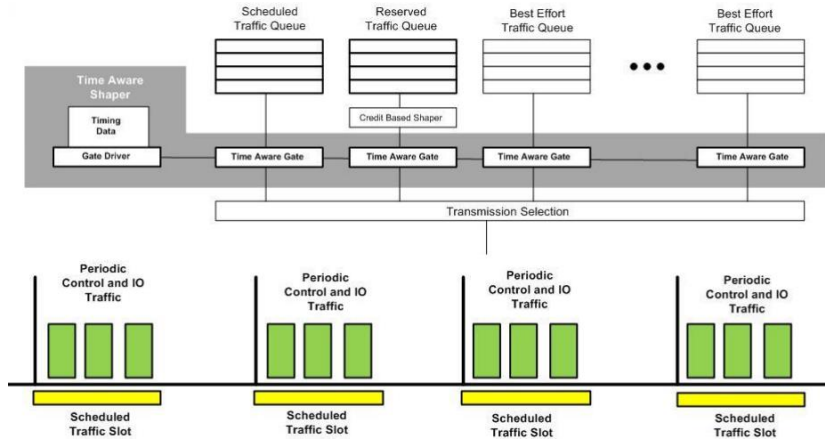 Scheduled
Traffic Queue
Reserved
Traffic Queue
Best Effort
Traffic Queue
Best Effort
Traffic Queue
Time Aware
Shaper
Timing
Data
Credit Based Shaper
Gate Driver
Time Aware Gate
Time Aware Gate
Time Aware Gate
Time Aware Gate
Transmission Selection
Periodic
Control and IO
Traffic
Periodic
Control and IO
Traffic
Periodic
Control and IO
Traffic
Periodic
Control and IO
Traffic
Scheduled
Traffic Slot
Scheduled
Traffic Slot
Scheduled
Traffic Slot
Scheduled
Traffic Slot